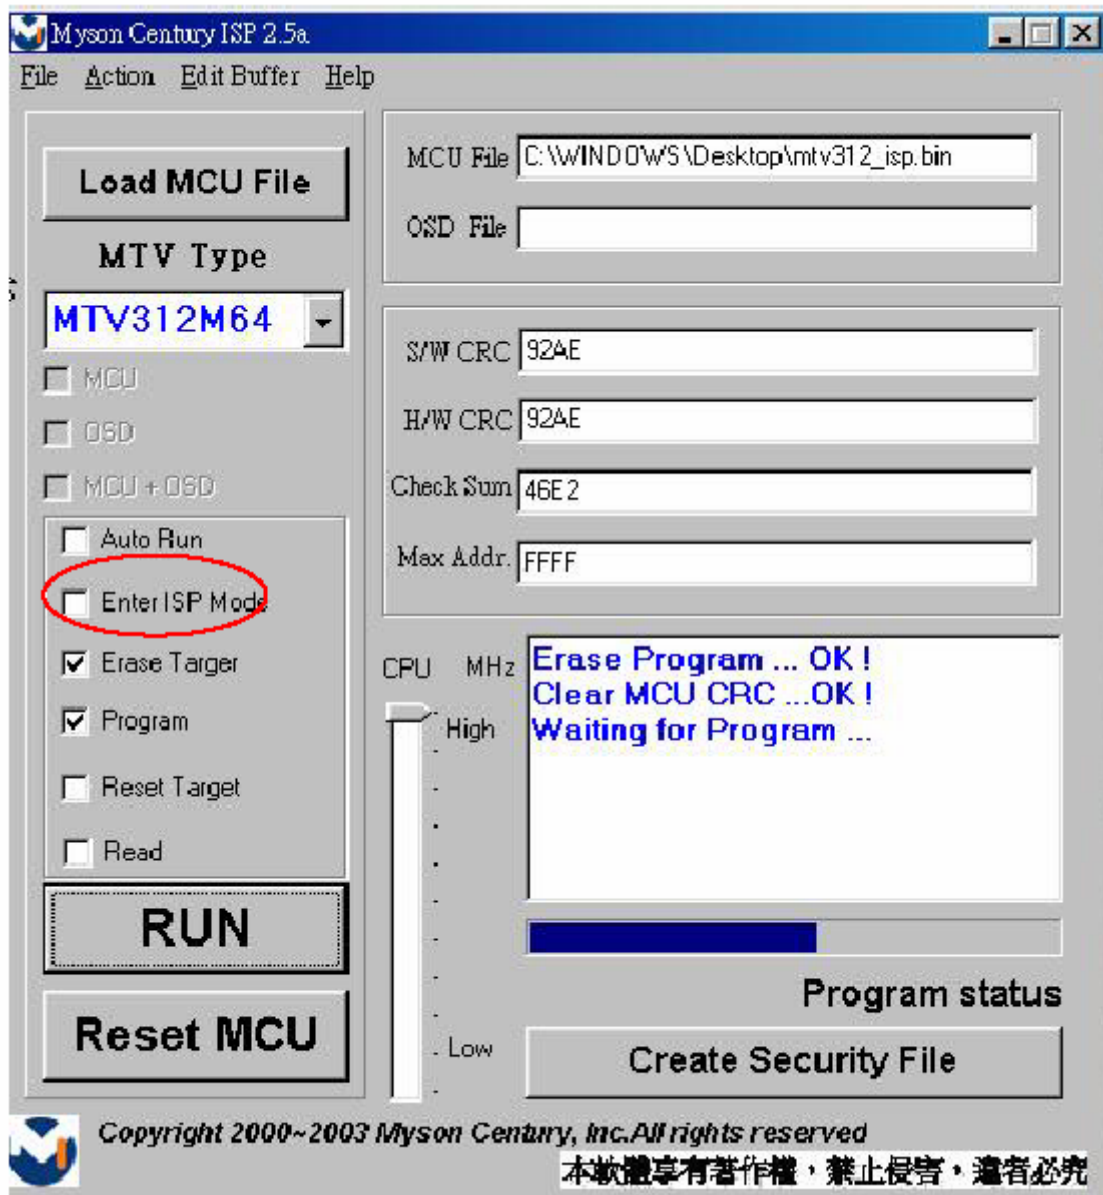 Myson Century ISP 2.5a
File Action Edit Buffer Help
Load MCU File
MTV Type
MTV312M64
MCU
OSD
MCU + OSD
Auto Run
Enter ISP Mode
Erase Targer
Program
Reset Target
Read
RUN
Reset MCU
MCU File C:\WINDOWS\Desktop\mtv312_isp.bin
OSD File
S/W CRC 92AE
H/W CRC 92AE
Check Sum 46E2
Max Addr. FFFF
CPU MHz
High
Low
Erase Program ... OK !
Clear MCU CRC ...OK !
Waiting for Program ...
Program status
Create Security File
Copyright 2000~2003 Myson Century, Inc.All rights reserved
本軟體享有著作權，禁止侵害，違者必究